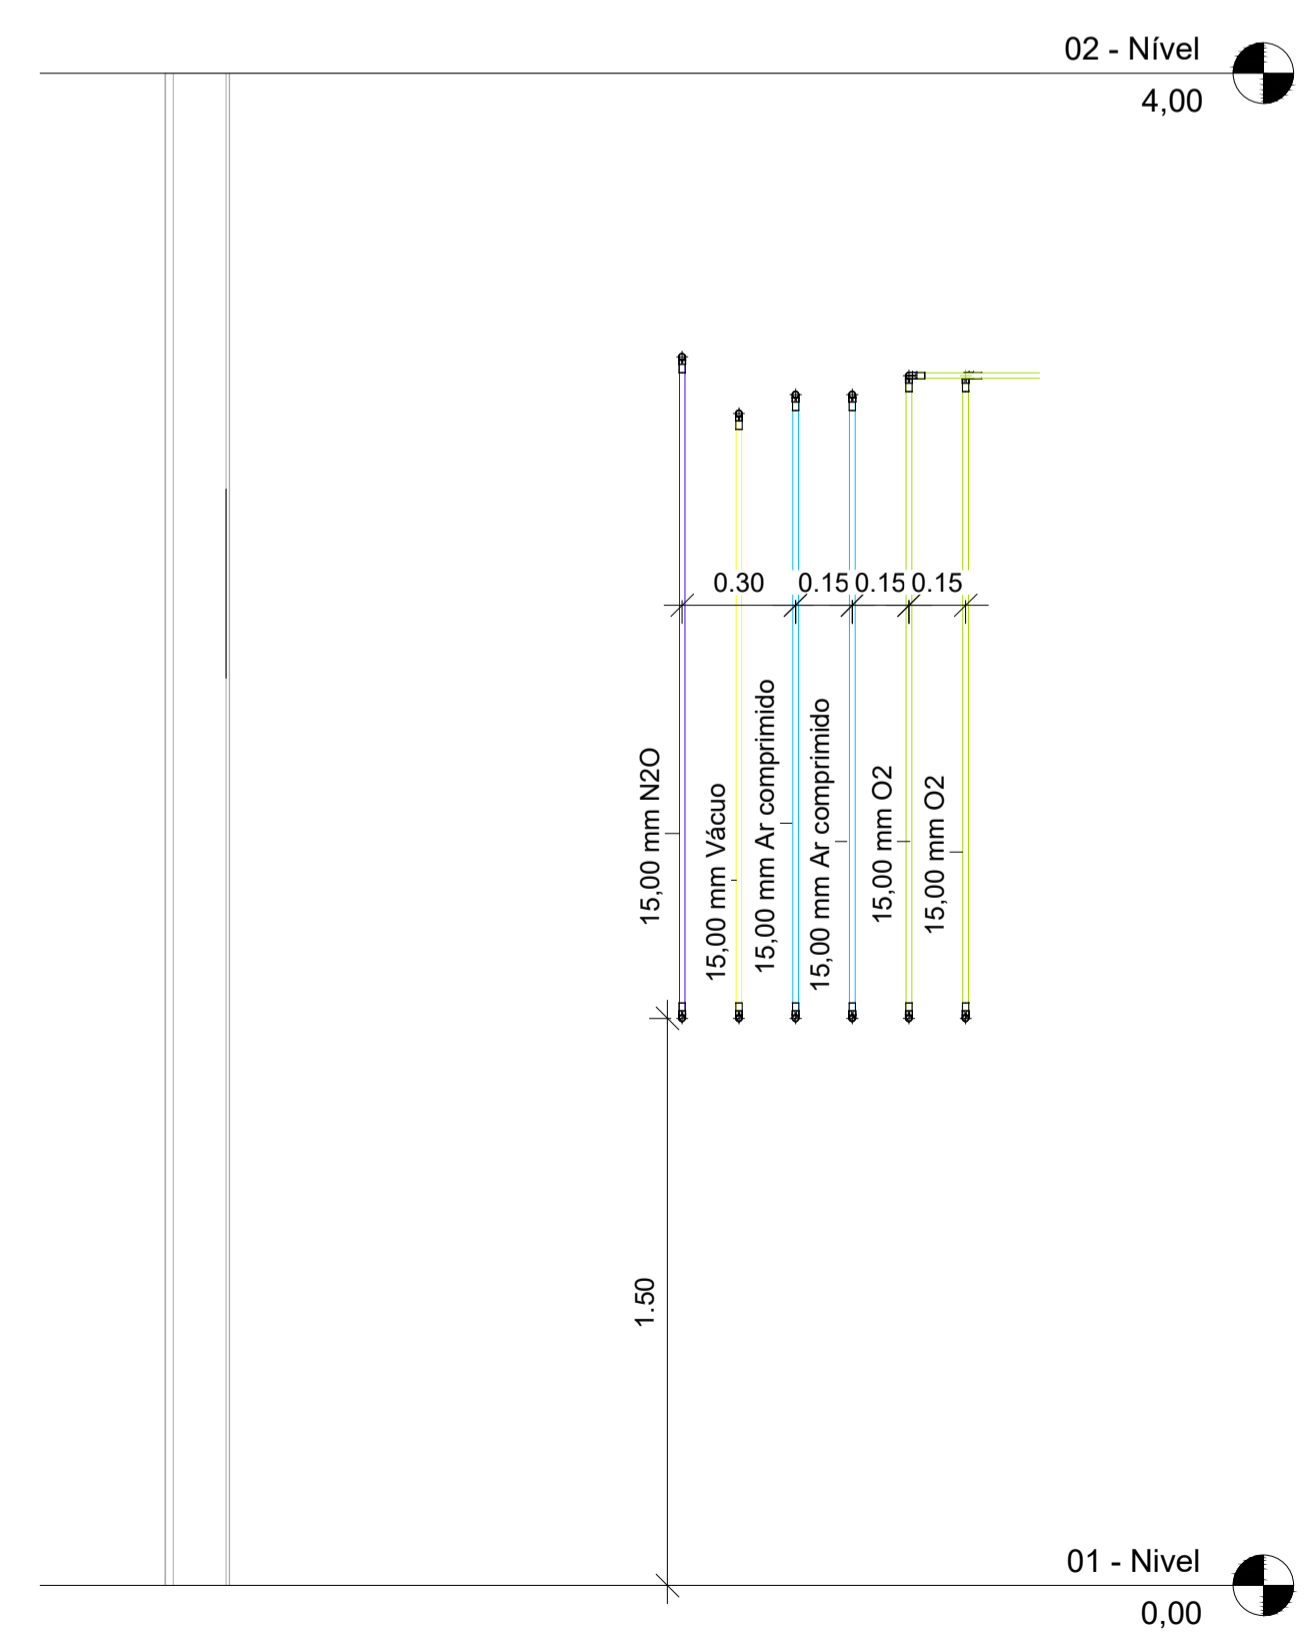 02 - Nível
4,00
0.30
0.15
0.15
0.15
15,00 mm N2O
15,00 mm Vácuo
15,00 mm Ar comprimido
15,00 mm Ar comprimido
15,00 mm O2
15,00 mm O2
1.50
01 - Nivel
0,00